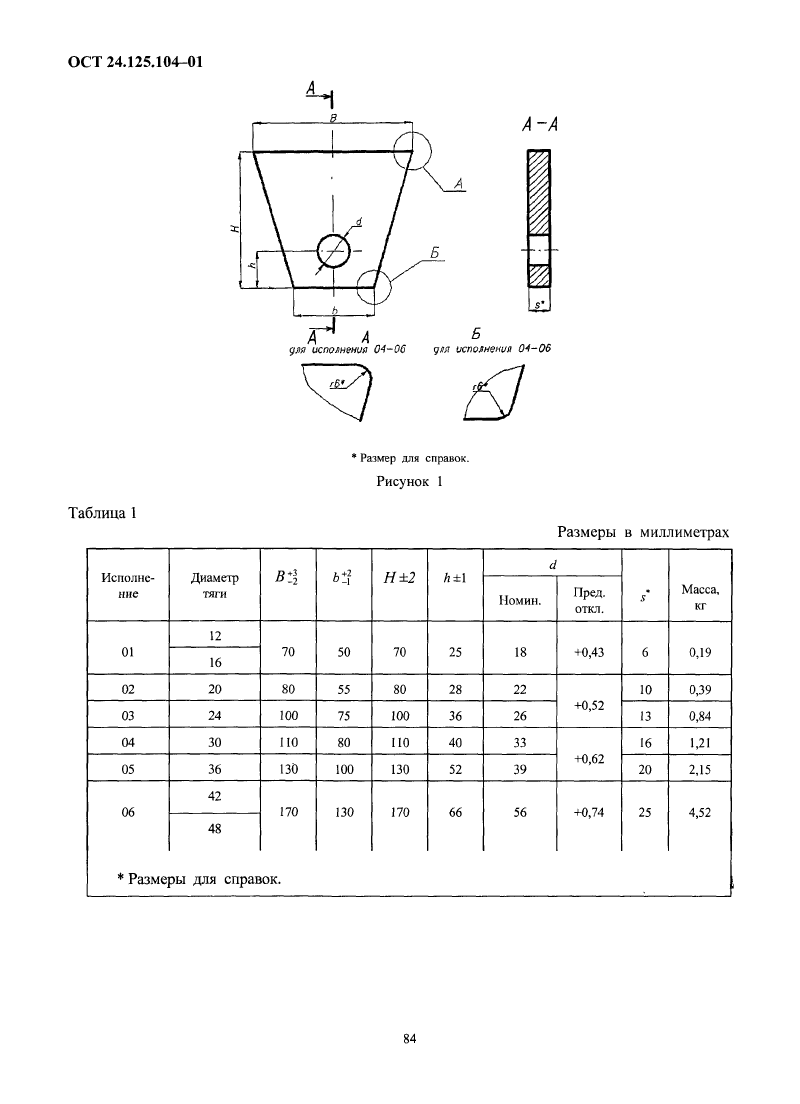 ОСТ 24.125.104–01
А
В
А–А
А
H
d
h
Б
b
s*
А
А
для исполнения 04–06
Б
для исполнения 04–06
r6*
r6*
* Размер для справок.
Рисунок 1
Таблица 1
Размеры в миллиметрах
Исполне-
ние
Диаметр
тяги
B +3 −2
b +2 −1
H ±2
h ±1
d
Номин.
Пред.
откл.
s*
Масса,
кг
01 12 70 50 70 25 18 +0,43 6 0,19
16
02 20 80 55 80 28 22 +0,52 10 0,39
03 24 100 75 100 36 26 13 0,84
04 30 110 80 110 40 33 +0,62 16 1,21
05 36 130 100 130 52 39 20 2,15
06 42 170 130 170 66 56 +0,74 25 4,52
48
* Размеры для справок.
84